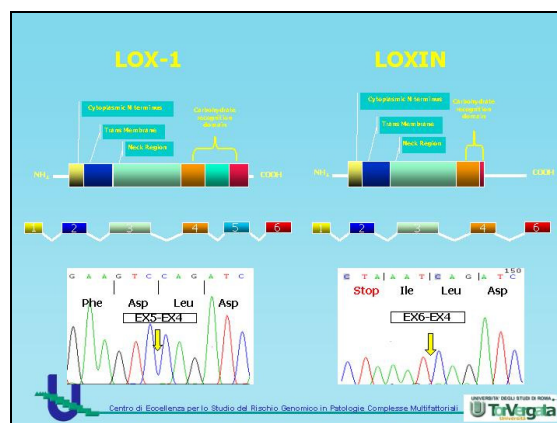 LOX-1
LOXIN
Cytoplasmic N terminus
Trans Membrane
Neck Region
Carbohydrate
recognition
domain
NH₂
COOH
Cytoplasmic N terminus
Trans Membrane
Neck Region
Carbohydrate
recognition
domain
NH₂
COOH
1 2 3 4 5 6
1 2 3 4 6
G A A G T C C A G A T C
Phe Asp Leu Asp
EX5-EX4
150
C T A A A T C A G A T C
Stop Ile Leu Asp
EX6-EX4
Centro di Eccellenza per lo Studio del Rischio Genomico in Patologie Complesse Multifattoriali
UNIVERSITA' DEGLI STUDI DI ROMA
Tor Vergata